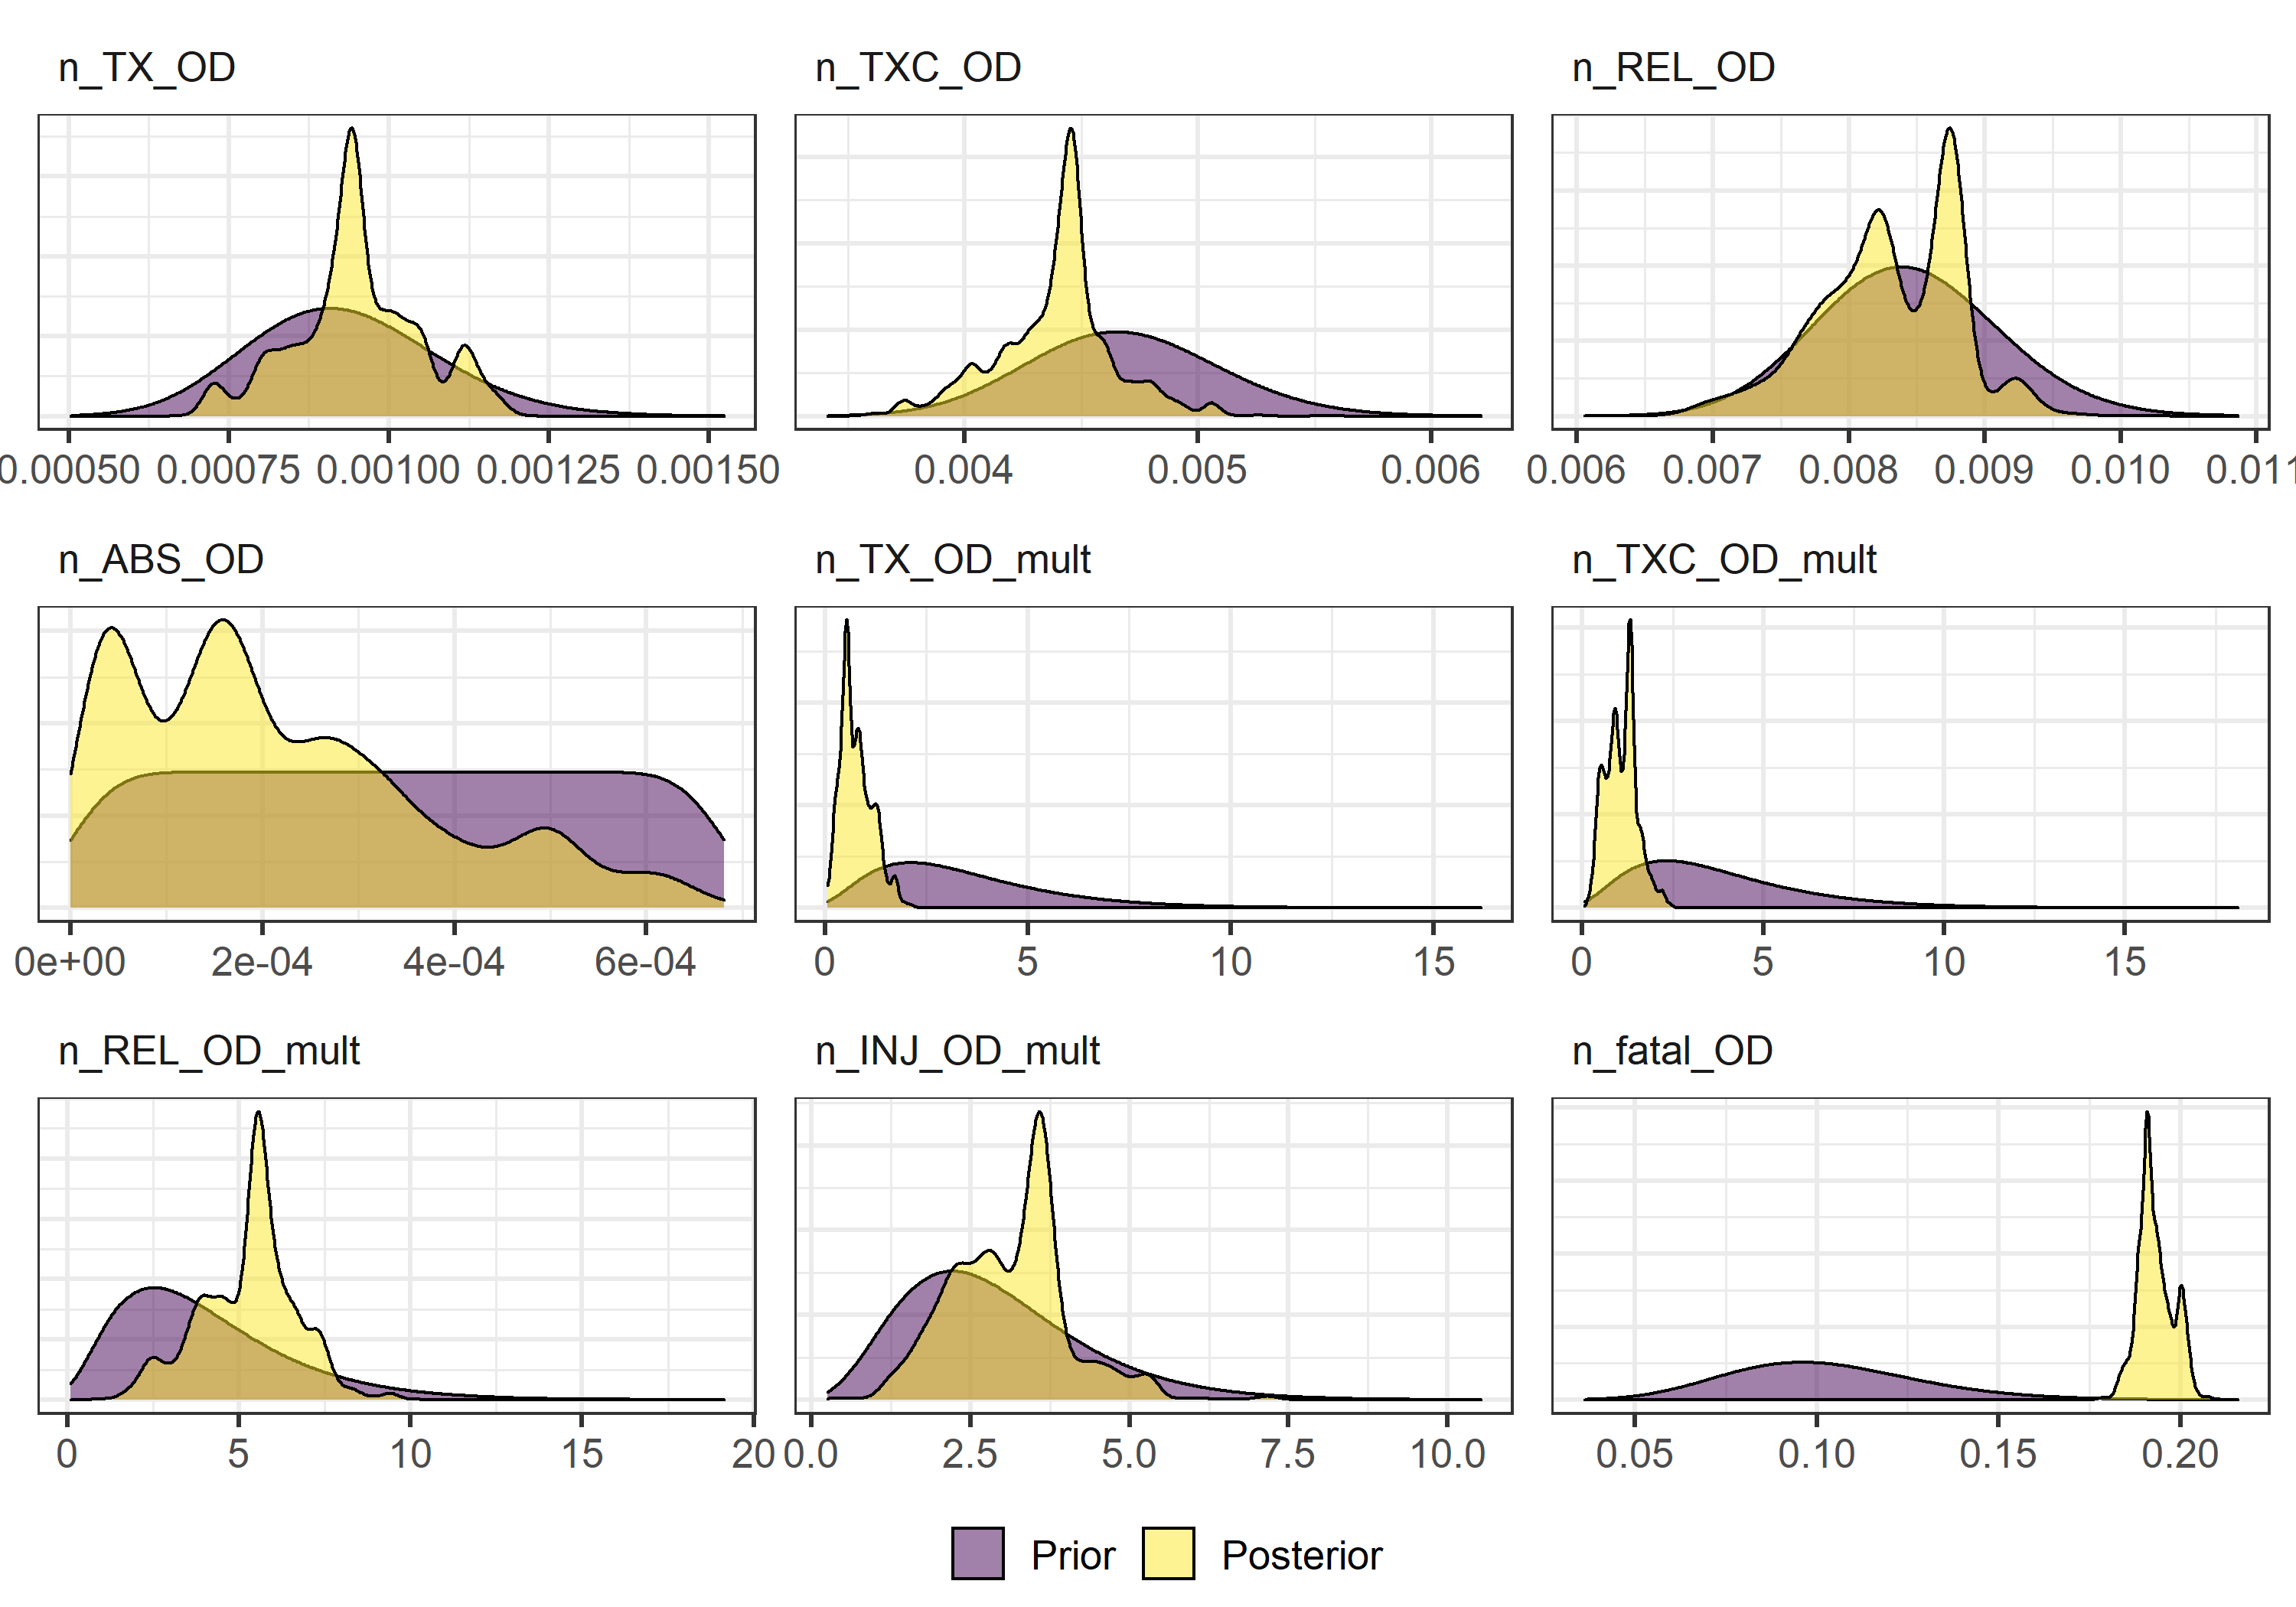 n_TX_OD n_TXC_OD n_REL_OD
0.00050 0.00075 0.00100 0.00125 0.00150 0.004 0.005 0.006 0.006 0.007 0.008 0.009 0.010 0.011
n_ABS_OD n_TX_OD_mult n_TXC_OD_mult
0e+00 2e-04 4e-04 6e-04 0 5 10 15 0 5 10 15
n_REL_OD_mult n_INJ_OD_mult n_fatal_OD
0 5 10 15 20 0.0 2.5 5.0 7.5 10.0 0.05 0.10 0.15 0.20
Prior Posterior